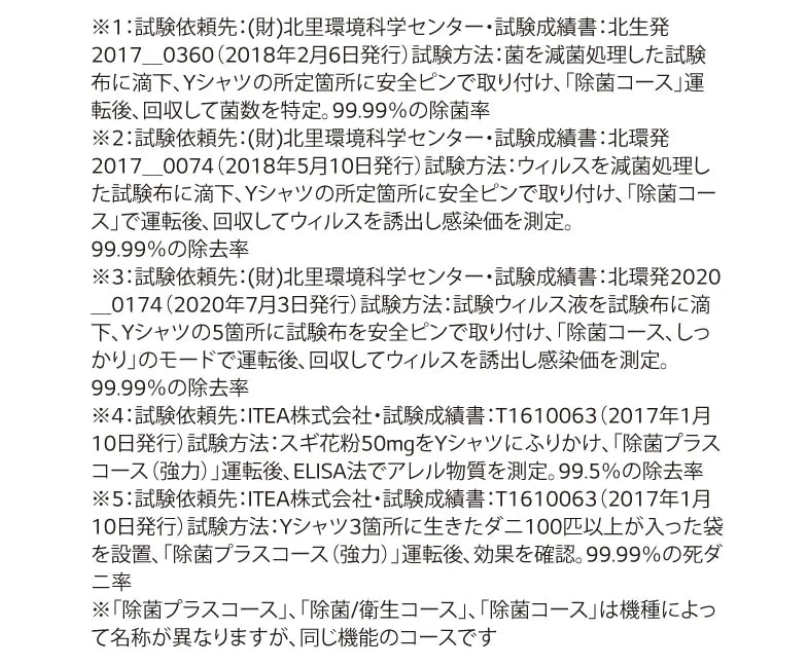 ※1：試験依頼先：(財)北里環境科学センター・試験成績書：北生発
2017__0360（2018年2月6日発行）試験方法：菌を滅菌処理した試験
布に滴下、Yシャツの所定箇所に安全ピンで取り付け、「除菌コース」運
転後、回収して菌数を特定。99.99％の除菌率
※2：試験依頼先：(財)北里環境科学センター・試験成績書：北環発
2017__0074（2018年5月10日発行）試験方法：ウィルスを滅菌処理し
た試験布に滴下、Yシャツの所定箇所に安全ピンで取り付け、「除菌コー
ス」で運転後、回収してウィルスを誘出し感染価を測定。
99.99％の除去率
※3：試験依頼先：(財)北里環境科学センター・試験成績書：北環発2020
__0174（2020年7月3日発行）試験方法：試験ウィルス液を試験布に滴
下、Yシャツの5箇所に試験布を安全ピンで取り付け、「除菌コース、しっ
かり」のモードで運転後、回収してウィルスを誘出し感染価を測定。
99.99％の除去率
※4：試験依頼先：ITEA株式会社・試験成績書：T1610063（2017年1月
10日発行）試験方法：スギ花粉50mgをYシャツにふりかけ、「除菌プラス
コース（強力）」運転後、ELISA法でアレル物質を測定。99.5％の除去率
※5：試験依頼先：ITEA株式会社・試験成績書：T1610063（2017年1月
10日発行）試験方法：Yシャツ3箇所に生きたダニ100匹以上が入った袋
を設置、「除菌プラスコース（強力）」運転後、効果を確認。99.99％の死ダ
ニ率
※「除菌プラスコース」、「除菌/衛生コース」、「除菌コース」は機種によっ
て名称が異なりますが、同じ機能のコースです